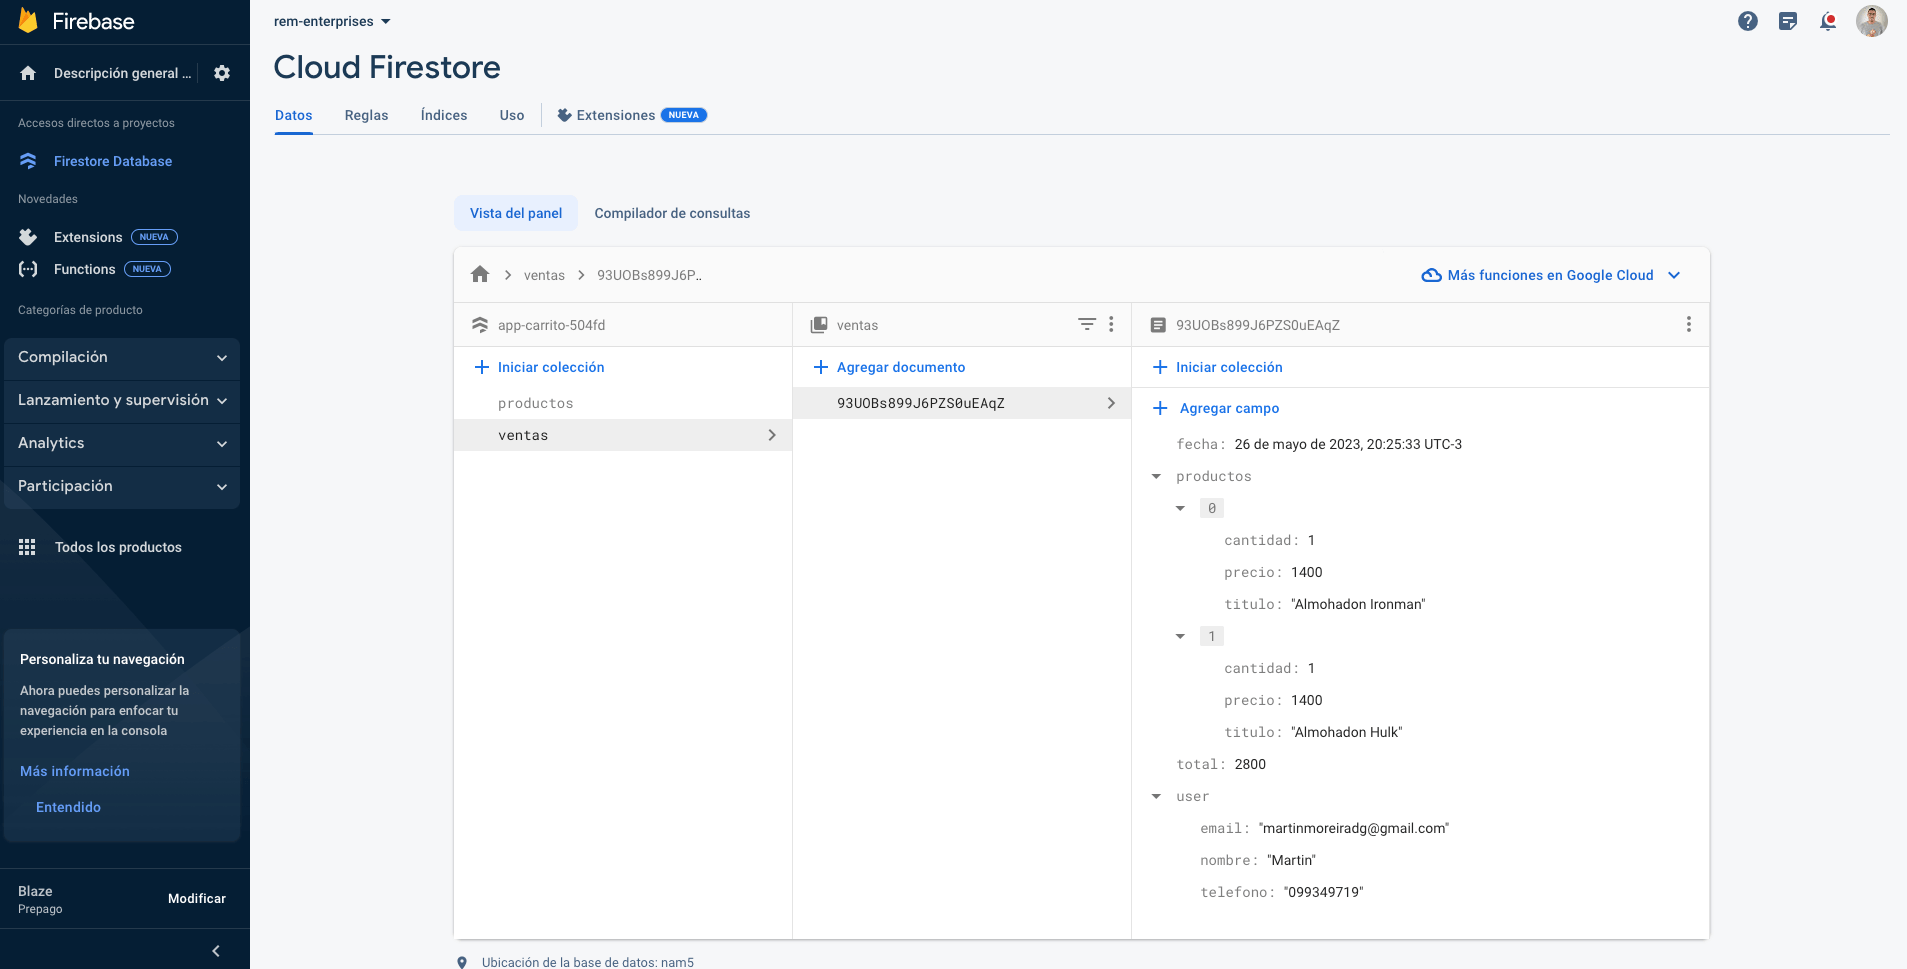 Firebase
rem-enterprises
Descripción general ...
Cloud Firestore
Datos
Reglas
Índices
Uso
Extensiones NUEVA
Accesos directos a proyectos
Firestore Database
Novedades
Extensions NUEVA
Functions NUEVA
Categorías de producto
Compilación
Lanzamiento y supervisión
Analytics
Participación
Todos los productos
Personaliza tu navegación
Ahora puedes personalizar la
navegación para enfocar tu
experiencia en la consola
Más información
Entendido
Blaze
Prepago
Modificar
Vista del panel
Compilador de consultas
ventas
93UOBs899J6P..
Más funciones en Google Cloud
app-carrito-504fd
Iniciar colección
productos
ventas
ventas
Agregar documento
93UOBs899J6PZS0uEAqZ
93UOBs899J6PZS0uEAqZ
Iniciar colección
Agregar campo
fecha: 26 de mayo de 2023, 20:25:33 UTC-3
productos
0
cantidad: 1
precio: 1400
titulo: "Almohadon Ironman"
1
cantidad: 1
precio: 1400
titulo: "Almohadon Hulk"
total: 2800
user
email: "martinmoreiradg@gmail.com"
nombre: "Martin"
telefono: "099349719"
Ubicación de la base de datos: nam5